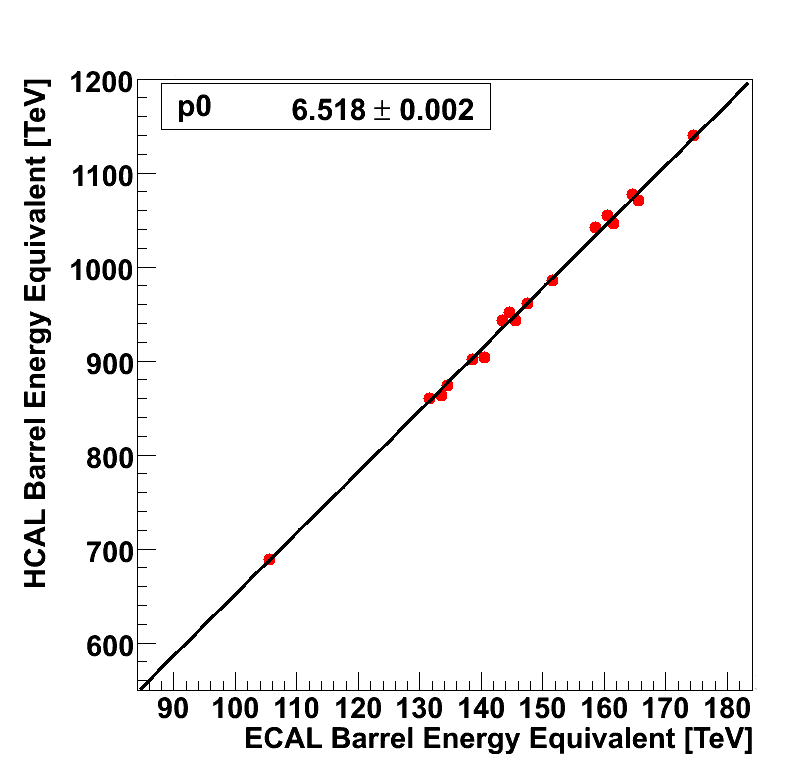 p0 6.518 ± 0.002
HCAL Barrel Energy Equivalent [TeV]
1200
1100
1000
900
800
700
600
90 100 110 120 130 140 150 160 170 180
ECAL Barrel Energy Equivalent [TeV]